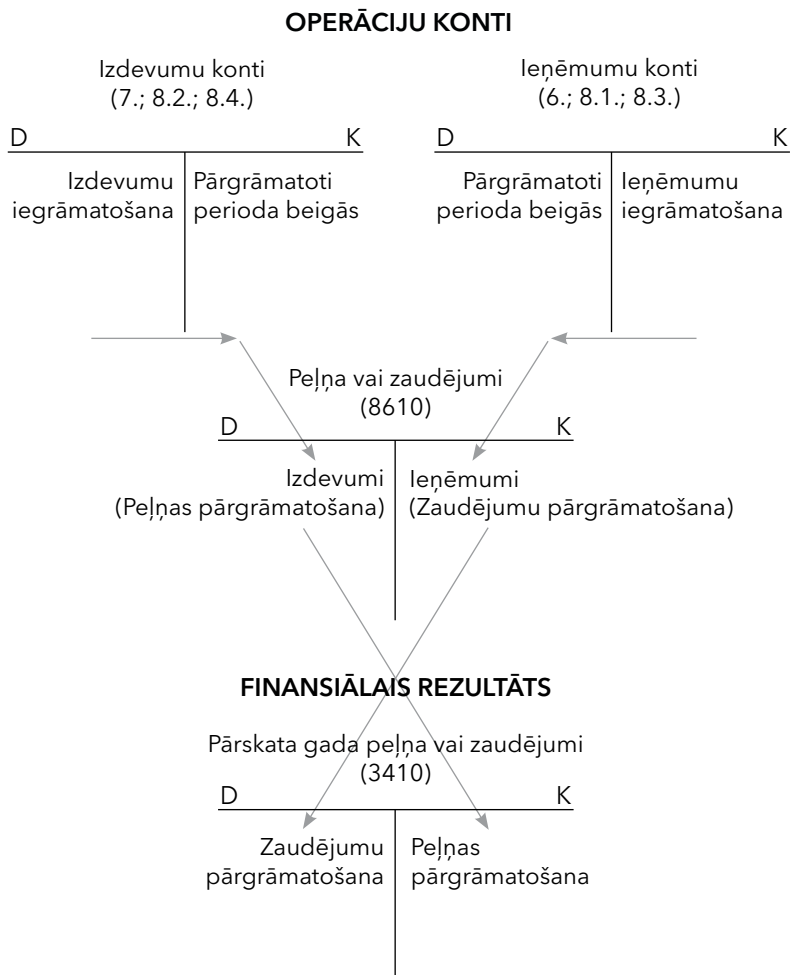 OPERĀCIJU KONTI
Izdevumu konti
(7.; 8.2.; 8.4.)
D K
Izdevumu
iegrāmatošana
Pārgrāmatoti
perioda beigās
Ieņēmumu konti
(6.; 8.1.; 8.3.)
D K
Pārgrāmatoti
perioda beigās
Ieņēmumu
iegrāmatošana
Peļņa vai zaudējumi
(8610)
D K
Izdevumi
(Peļņas pārgrāmatošana)
Ieņēmumi
(Zaudējumu pārgrāmatošana)
FINANSIĀLAIS REZULTĀTS
Pārskata gada peļņa vai zaudējumi
(3410)
D K
Zaudējumu
pārgrāmatošana
Peļņas
pārgrāmatošana